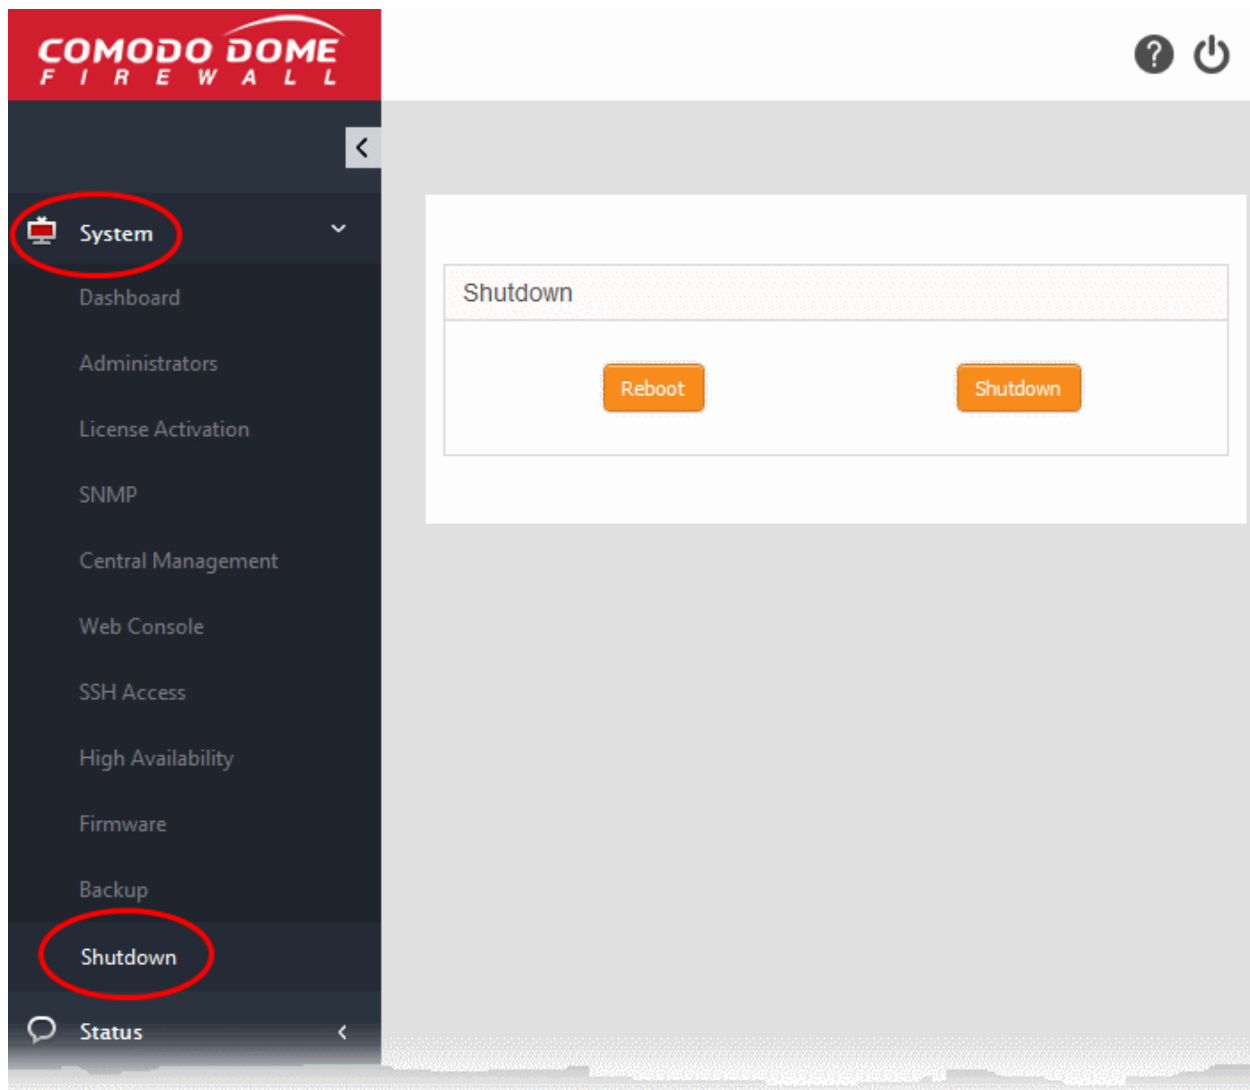 COMODO DOME
FIREWALL
System
Dashboard
Administrators
License Activation
SNMP
Central Management
Web Console
SSH Access
High Availability
Firmware
Backup
Shutdown
Status
?
Shutdown
Reboot
Shutdown